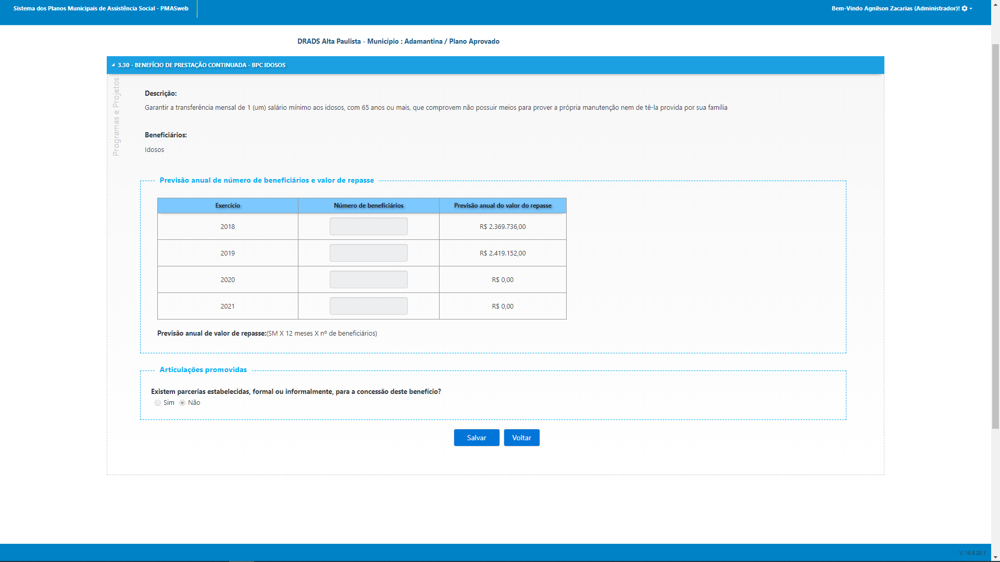 Sistema dos Planos Municipais de Assistência Social - PMASweb
Bem-Vindo Agnilson Zacarias (Administrador)!
DRADS Alta Paulista - Município : Adamantina / Plano Aprovado
3.30 - BENEFÍCIO DE PRESTAÇÃO CONTINUADA - BPC IDOSOS
Programas e Projetos
Descrição:
Garantir a transferência mensal de 1 (um) salário mínimo aos idosos, com 65 anos ou mais, que comprovem não possuir meios para prover a própria manutenção nem de tê-la provida por sua família
Beneficiários:
Idosos
Previsão anual de número de beneficiários e valor de repasse
Exercício Número de beneficiários Previsão anual do valor do repasse
2018 R$ 2.369.736,00
2019 R$ 2.419.152,00
2020 R$ 0,00
2021 R$ 0,00
Previsão anual de valor de repasse:(SM X 12 meses X nº de beneficiários)
Articulações promovidas
Existem parcerias estabelecidas, formal ou informalmente, para a concessão deste benefício?
Sim Não
Salvar Voltar
V. 19.8.29.1